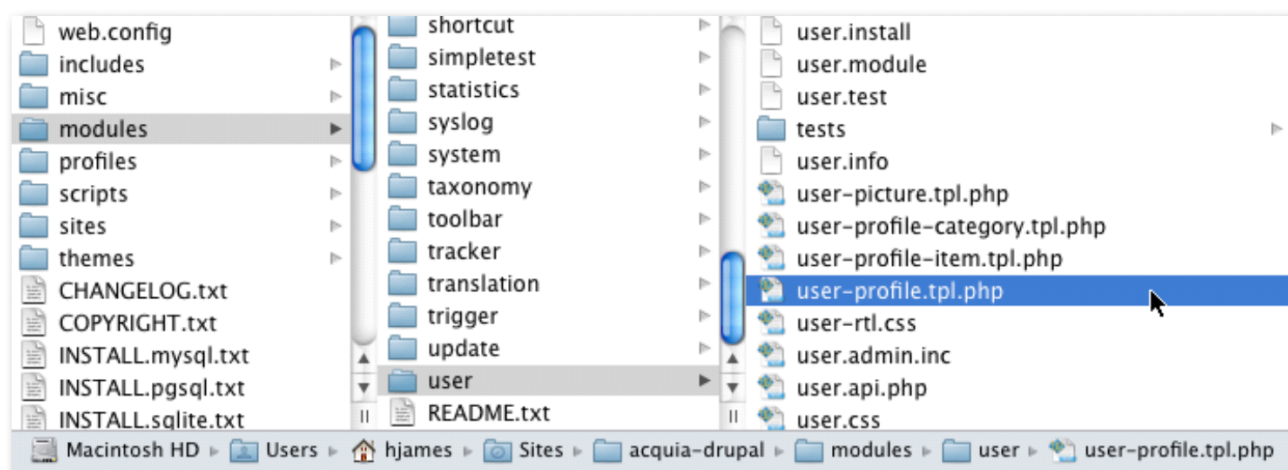 web.config
includes
misc
modules
profiles
scripts
sites
themes
CHANGELOG.txt
COPYRIGHT.txt
INSTALL.mysql.txt
INSTALL.pgsql.txt
INSTALL.sqlite.txt
shortcut
simpletest
statistics
syslog
system
taxonomy
toolbar
tracker
translation
trigger
update
user
README.txt
user.install
user.module
user.test
tests
user.info
user-picture.tpl.php
user-profile-category.tpl.php
user-profile-item.tpl.php
user-profile.tpl.php
user-rtl.css
user.admin.inc
user.api.php
user.css
Macintosh HD Users hjames Sites acquia-drupal modules user user-profile.tpl.php